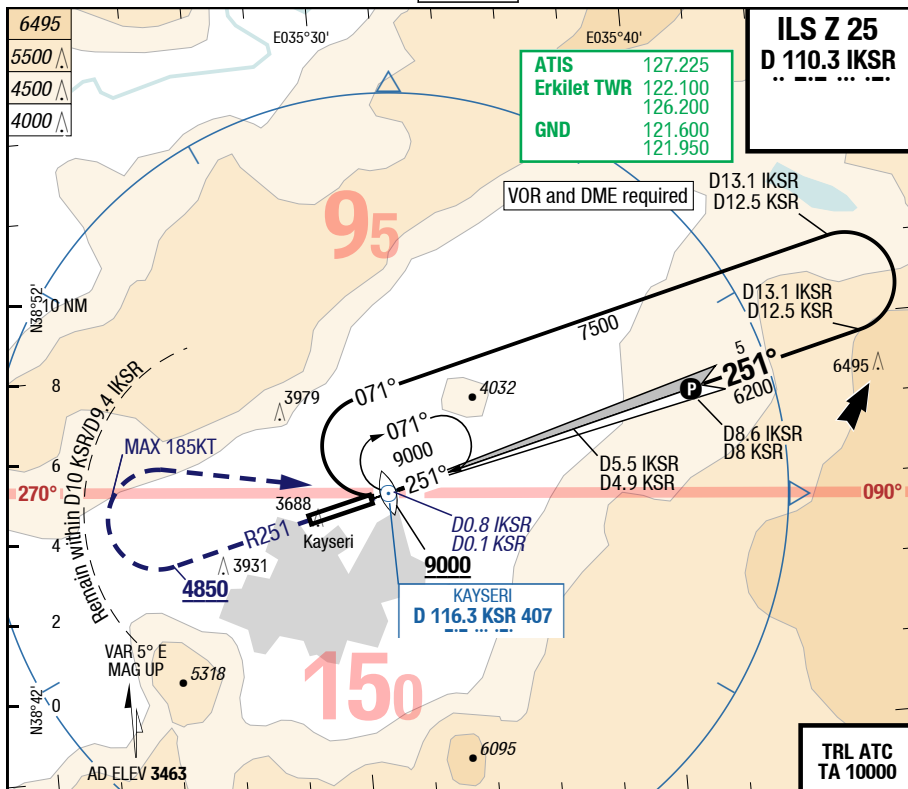 6495
5500
4500
4000
E035°30'
E035°40'
ILS Z 25
D 110.3 IKSR
ATIS 127.225
Erkilet TWR 122.100
126.200
GND 121.600
121.950
VOR and DME required
D13.1 IKSR
D12.5 KSR
95
N38°52'
10 NM
D13.1 IKSR
D12.5 KSR
7500
5
251°
6495
8
071°
4032
P
6200
3979
071°
Remain within D10 KSR/D9.4 IKSR
MAX 185KT
9000
D8.6 IKSR
D8 KSR
6
D5.5 IKSR
D4.9 KSR
251°
270°
090°
3688
D0.8 IKSR
D0.1 KSR
R251
Kayseri
4
3931
9000
4850
KAYSERI
D 116.3 KSR 407
2
VAR 5° E
MAG UP
5318
150
N38°42'
0
6095
AD ELEV 3463
TRL ATC
TA 10000